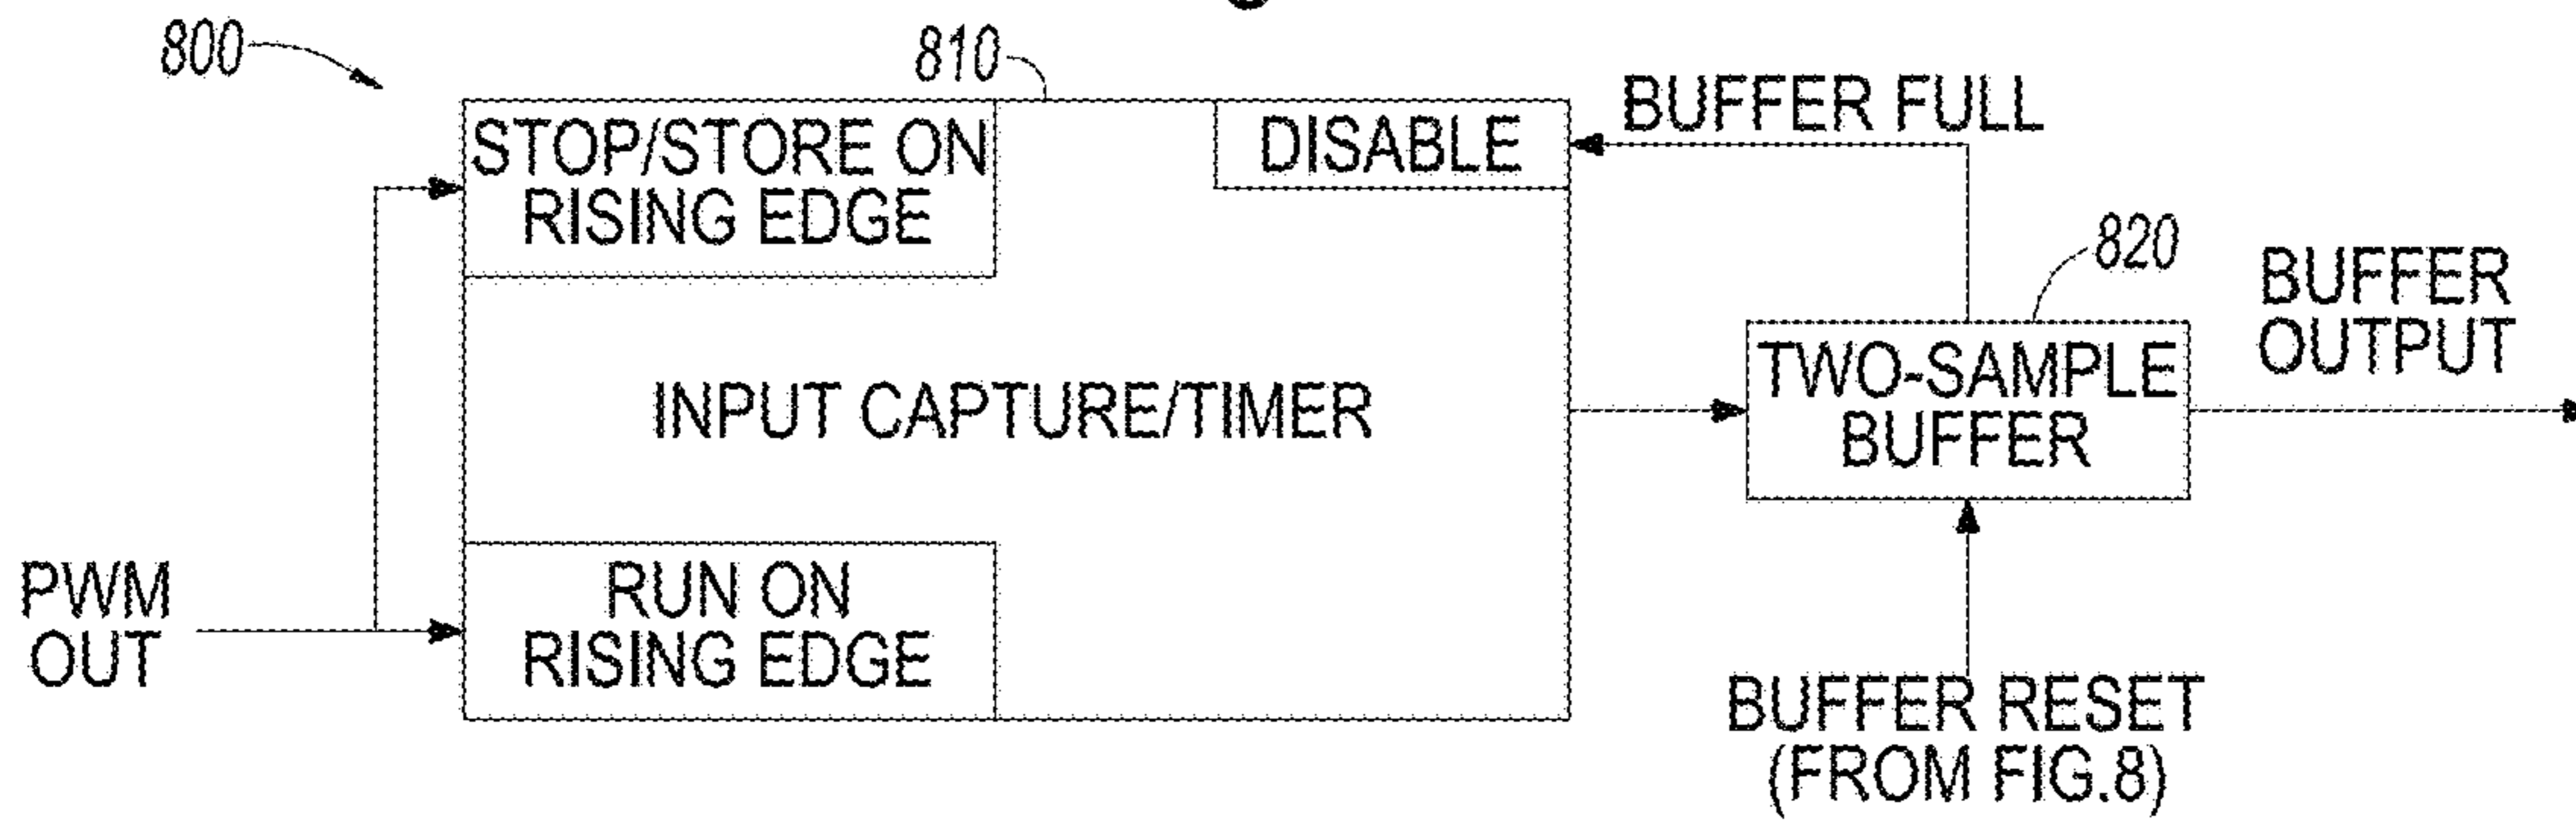 800
810
STOP/STORE ON
RISING EDGE
DISABLE
BUFFER FULL
820
BUFFER
OUTPUT
INPUT CAPTURE/TIMER
TWO-SAMPLE
BUFFER
PWM
OUT
RUN ON
RISING EDGE
BUFFER RESET
(FROM FIG.8)